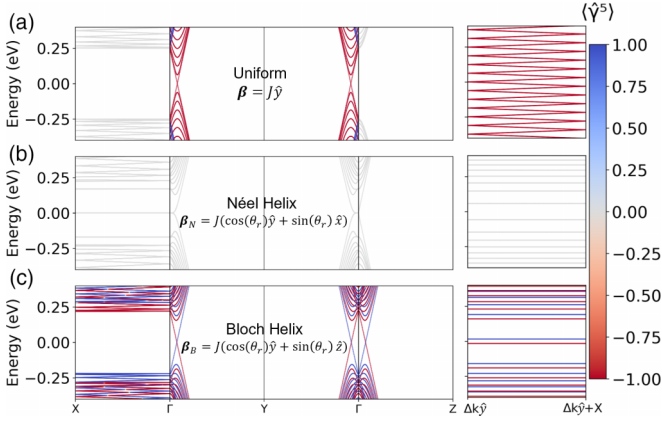 (a)
⟨γ̂⁵⟩
Energy (eV)
0.25
0.00
−0.25
Uniform
β = Jŷ
(b)
Energy (eV)
0.25
0.00
−0.25
Néel Helix
β_N = J(cos(θ_r)ŷ + sin(θ_r) x̂)
(c)
Energy (eV)
0.25
0.00
−0.25
Bloch Helix
β_B = J(cos(θ_r)ŷ + sin(θ_r) ẑ)
X Γ Y Γ Z
Δkŷ Δkŷ+X
1.00
0.75
0.50
0.25
0.00
−0.25
−0.50
−0.75
−1.00